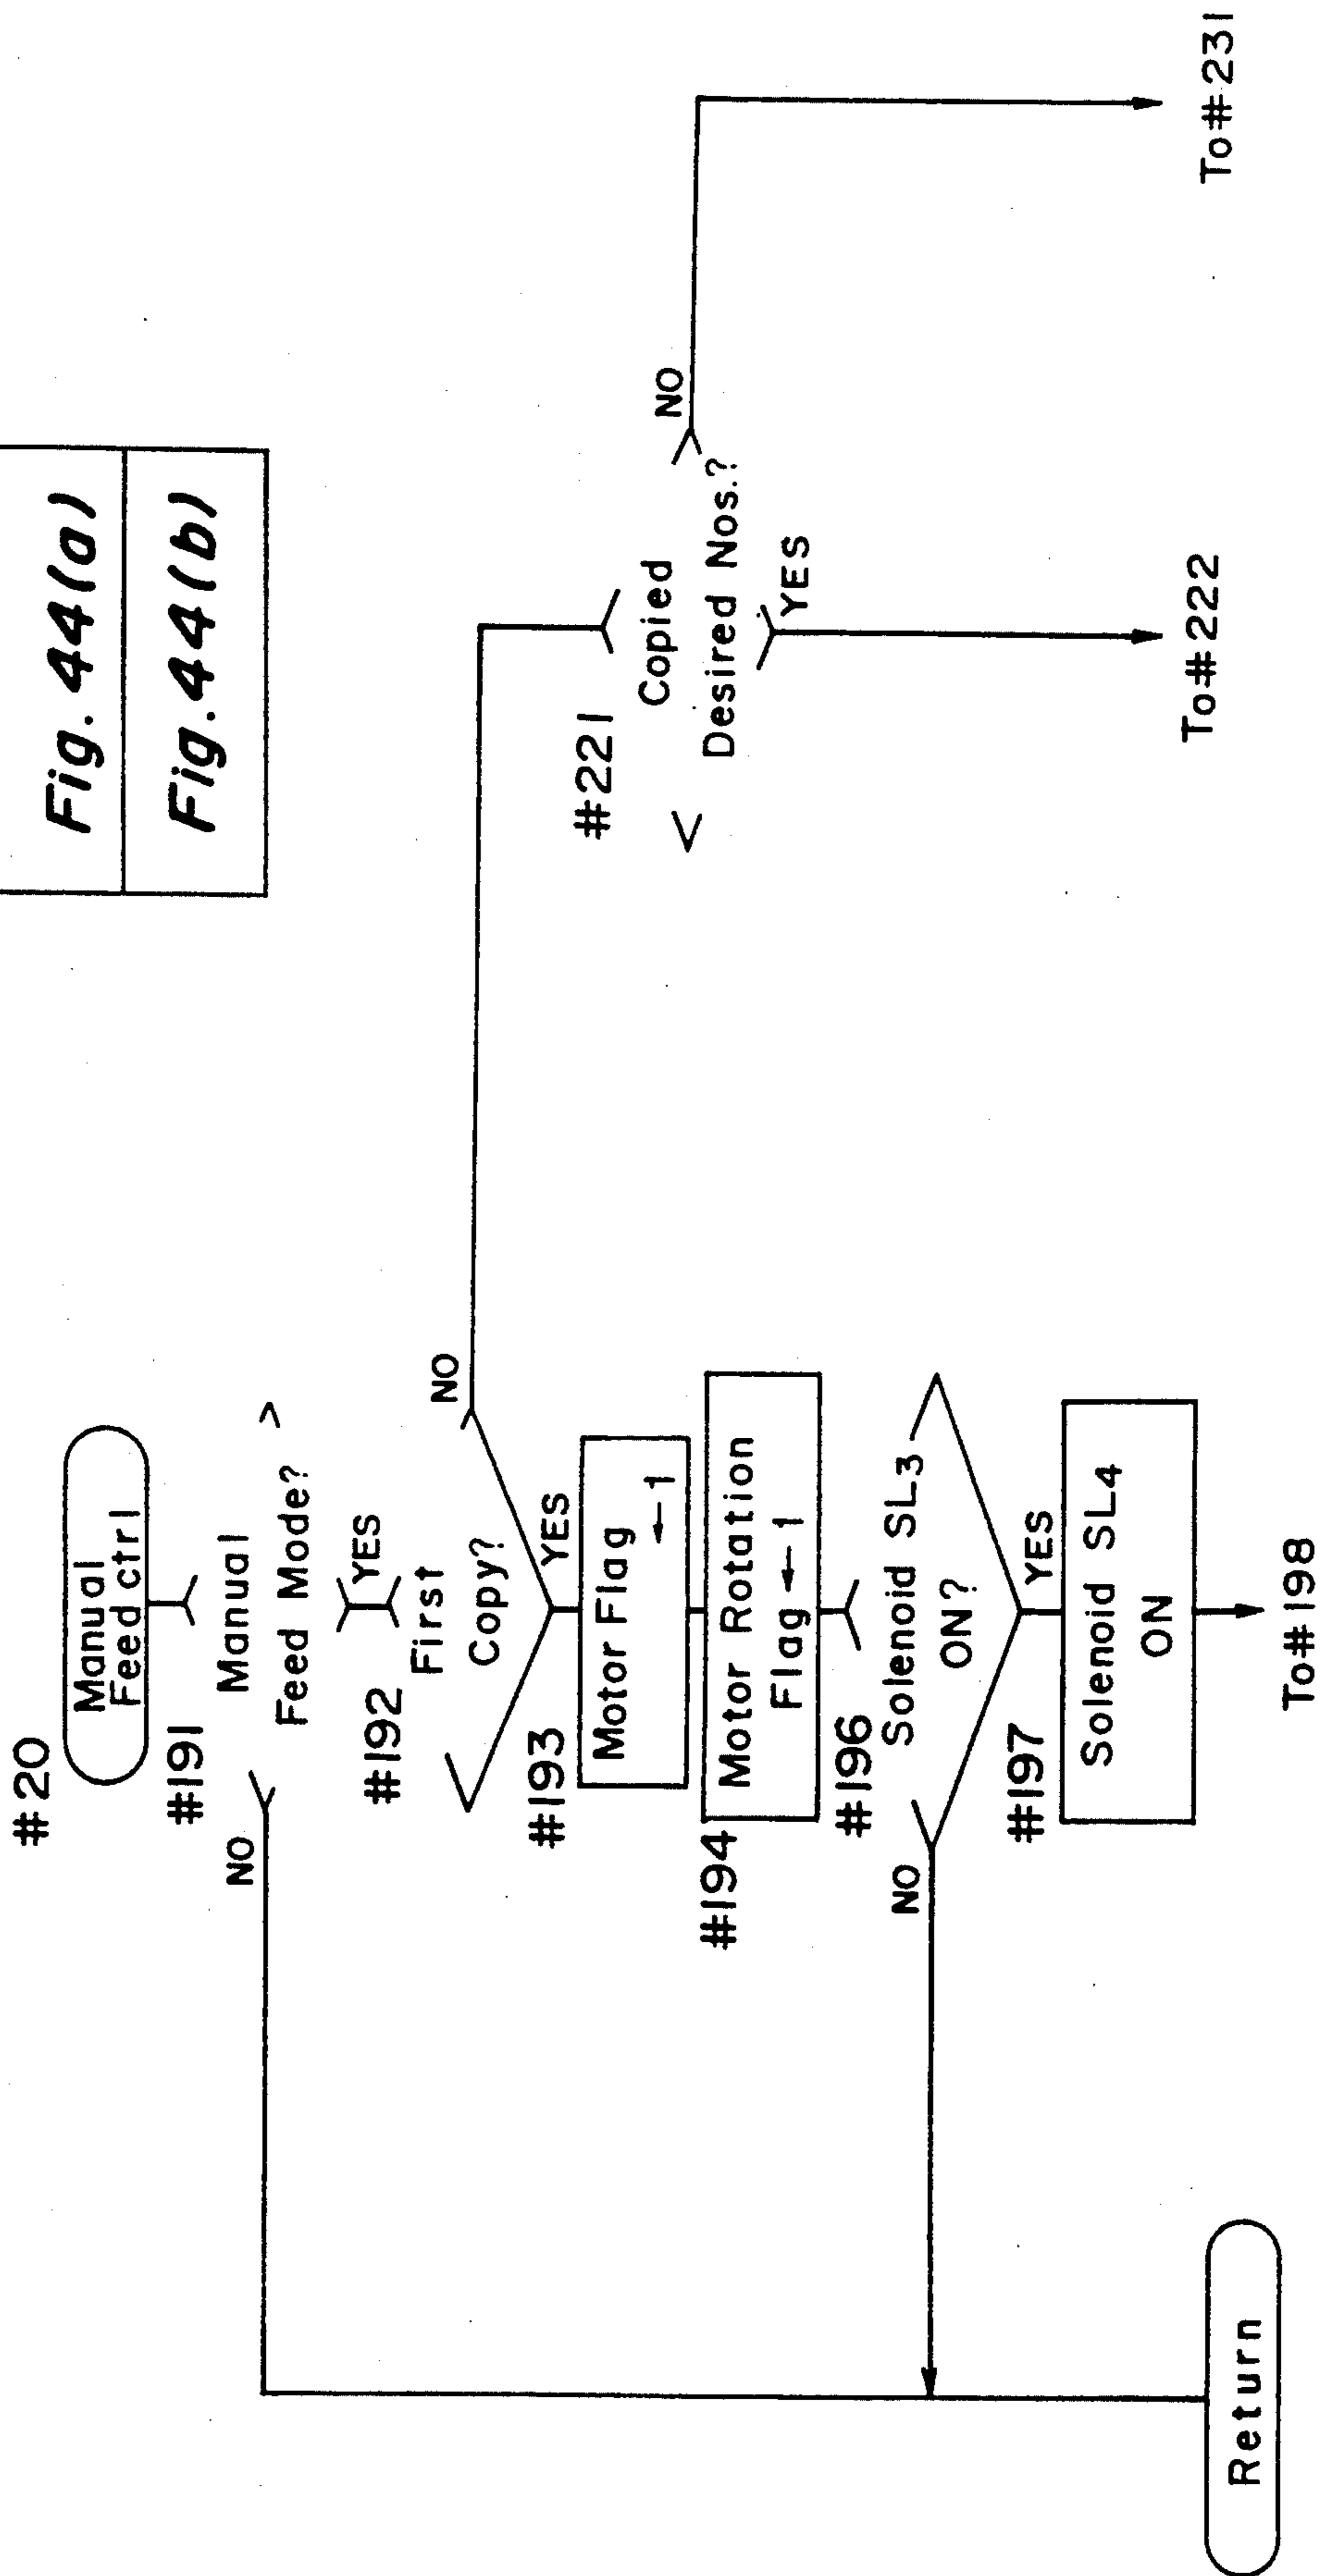 Fig. 44(a)
Fig. 44(b)
#20
Manual
Feed ctrl
#191
Manual
Feed Mode?
NO
YES
#192
First
Copy?
NO
YES
#193
Motor Flag
←1
#194
Motor Rotation
Flag ←1
#196
Solenoid SL3
ON?
NO
YES
#197
Solenoid SL4
ON
To#198
Return
#221
Copied
Desired Nos.?
NO
YES
To#222
To#231